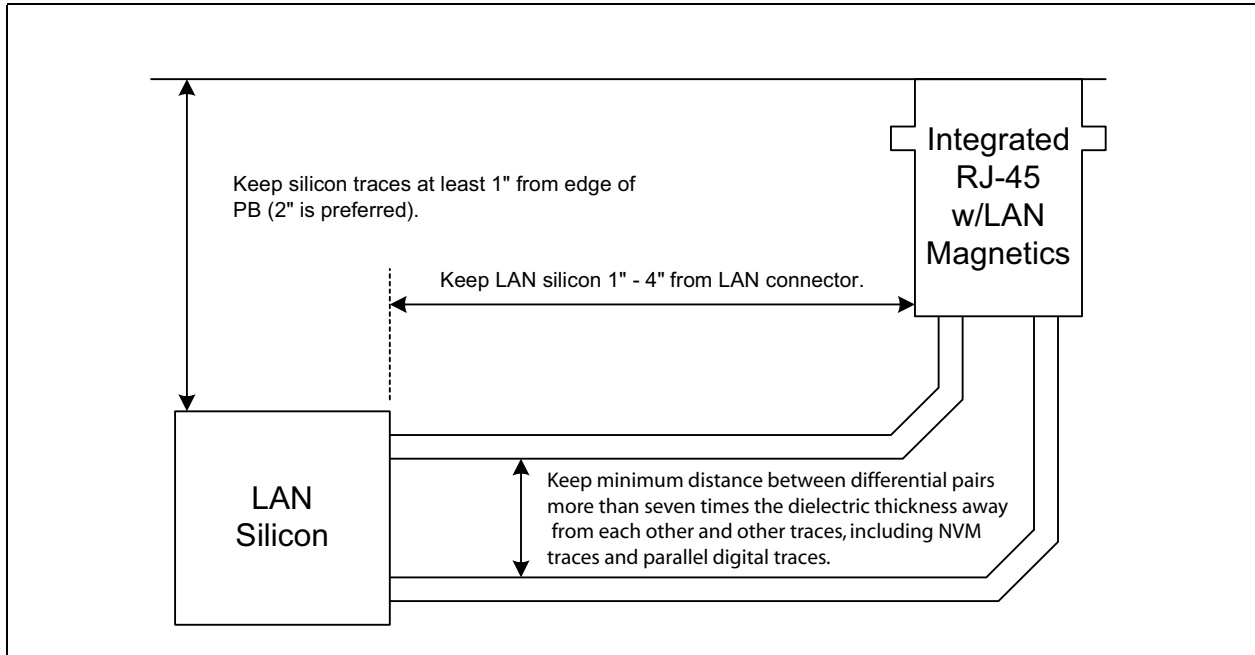 Integrated
RJ-45
w/LAN
Magnetics
Keep silicon traces at least 1" from edge of
PB (2" is preferred).
Keep LAN silicon 1" - 4" from LAN connector.
LAN
Silicon
Keep minimum distance between differential pairs
more than seven times the dielectric thickness away
from each other and other traces, including NVM
traces and parallel digital traces.